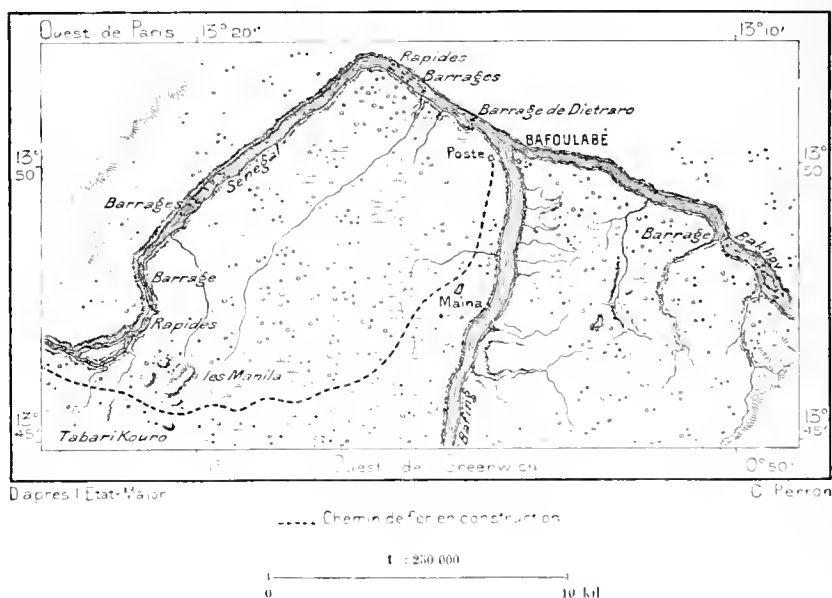 Ouest de Paris 13° 20' 13° 10'
Rapides
Barrages
Barrage de Dietraro
BAFOULABÉ
Poste
13°
50'
13°
50'
Sénégal
Barrages
Barrage
Bakhoy
Barrage
Maina
Rapides
les Manila
Bafing
13°
45'
13°
45'
Tabari Kouro
Ouest de Greenwich
D'après l'État-Major
C. Perron
Chemin de fer en construction
1 : 250 000
0 10 kil